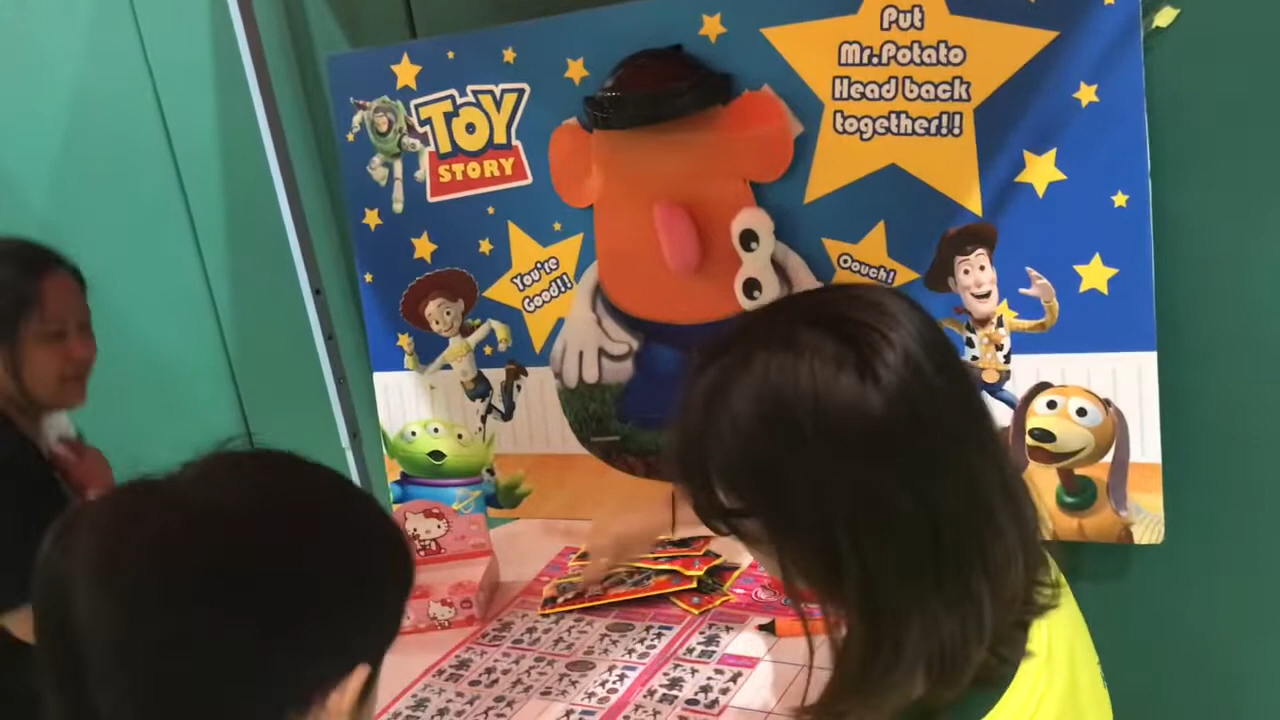 Put
Mr.Potato
Head back
together!!
TOY
STORY
You're
Good!!
Oouch!